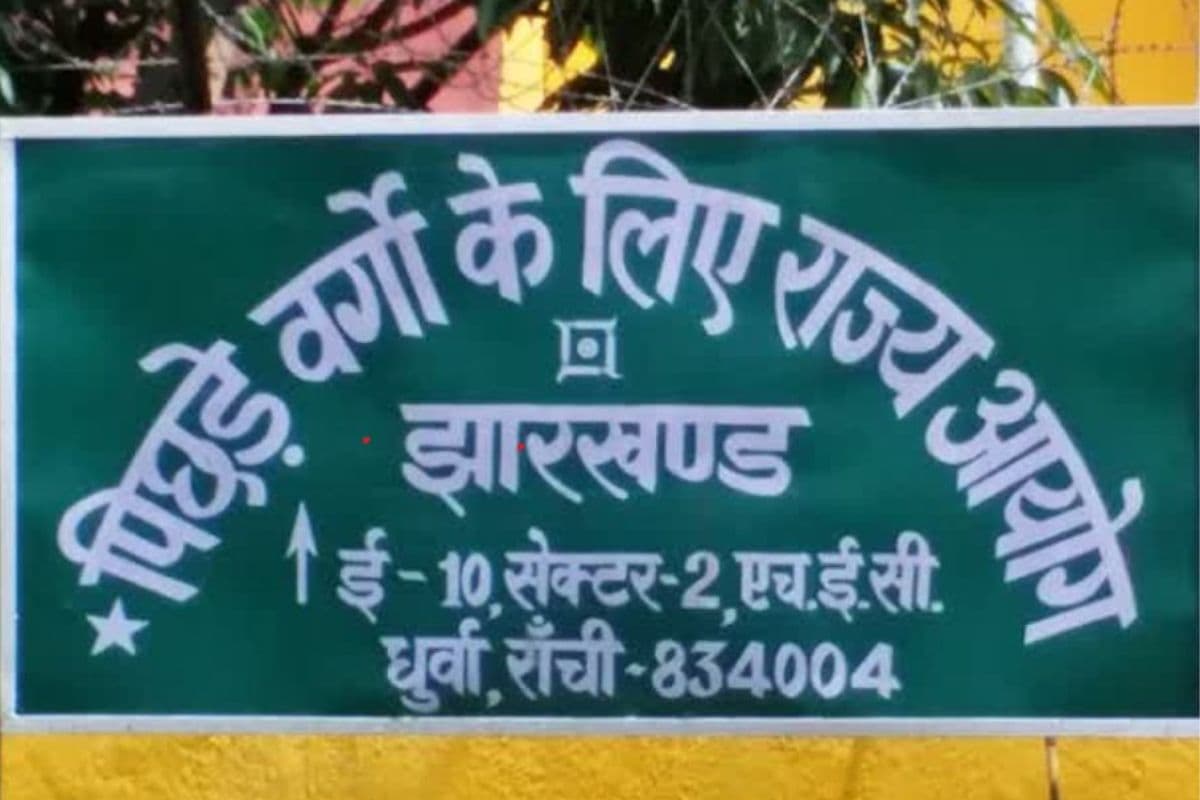 पिछड़े वर्गो के लिए राज्य आयोग
झारखण्ड
ई-10, सेक्टर-2, एच.ई.सी.
धुर्वा, राँची-834004